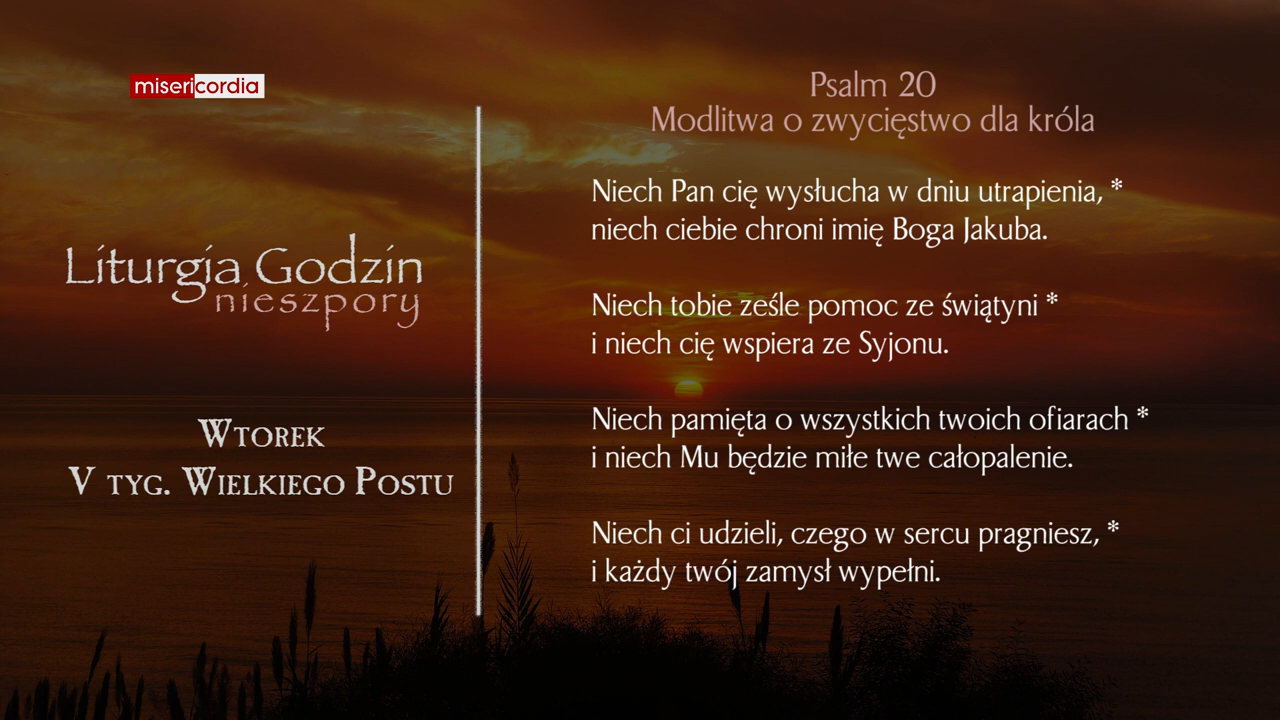 misericordia
Liturgia Godzin
nieszpory
Wtorek
V tyg. Wielkiego Postu
Psalm 20
Modlitwa o zwycięstwo dla króla
Niech Pan cię wysłucha w dniu utrapienia, *
niech ciebie chroni imię Boga Jakuba.
Niech tobie ześle pomoc ze świątyni *
i niech cię wspiera ze Syjonu.
Niech pamięta o wszystkich twoich ofiarach *
i niech Mu będzie miłe twe całopalenie.
Niech ci udzieli, czego w sercu pragniesz, *
i każdy twój zamysł wypełni.